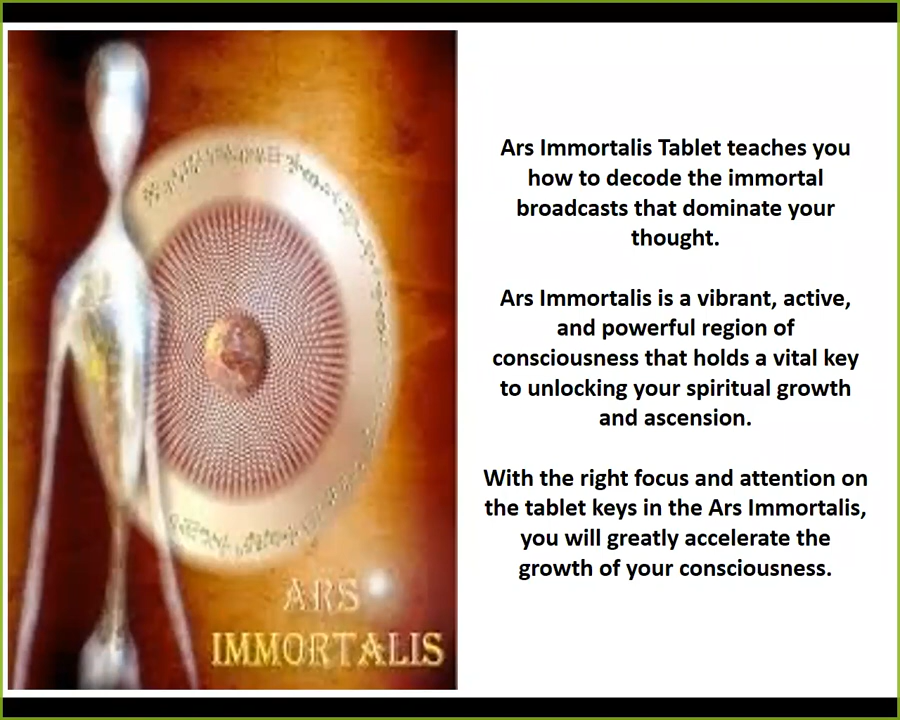 Ars Immortalis Tablet teaches you
how to decode the immortal
broadcasts that dominate your
thought.
Ars Immortalis is a vibrant, active,
and powerful region of
consciousness that holds a vital key
to unlocking your spiritual growth
and ascension.
With the right focus and attention on
the tablet keys in the Ars Immortalis,
you will greatly accelerate the
growth of your consciousness.
ARS
IMMORTALIS